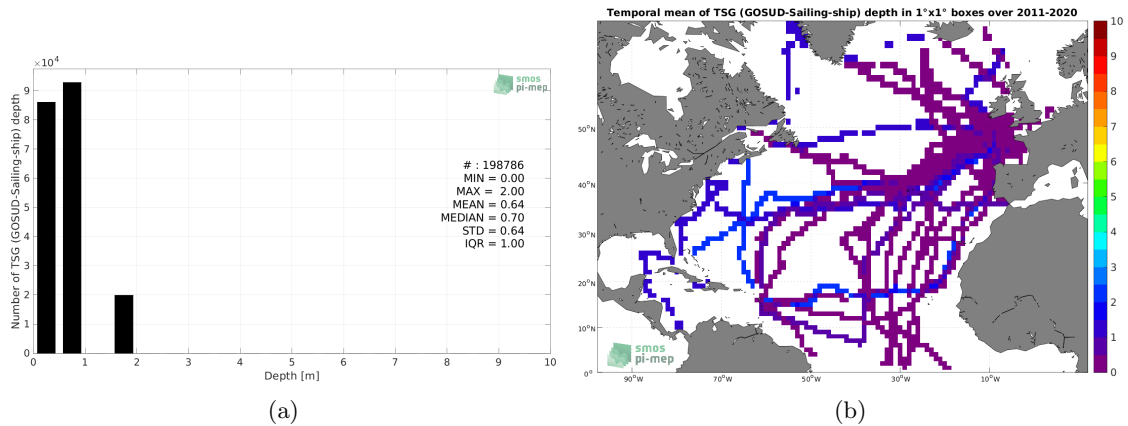 ×10⁴
9
8
7
6
5
4
3
2
1
0
Number of TSG (GOSUD-Sailing-ship) depth
smos
pi-mep
# : 198786
MIN = 0.00
MAX = 2.00
MEAN = 0.64
MEDIAN = 0.70
STD = 0.64
IQR = 1.00
0 1 2 3 4 5 6 7 8 9 10
Depth [m]
(a)
Temporal mean of TSG (GOSUD-Sailing-ship) depth in 1°x1° boxes over 2011-2020
50°N
40°N
30°N
20°N
10°N
0°
90°W 70°W 50°W 30°W 10°W
smos
pi-mep
10
9
8
7
6
5
4
3
2
1
0
(b)